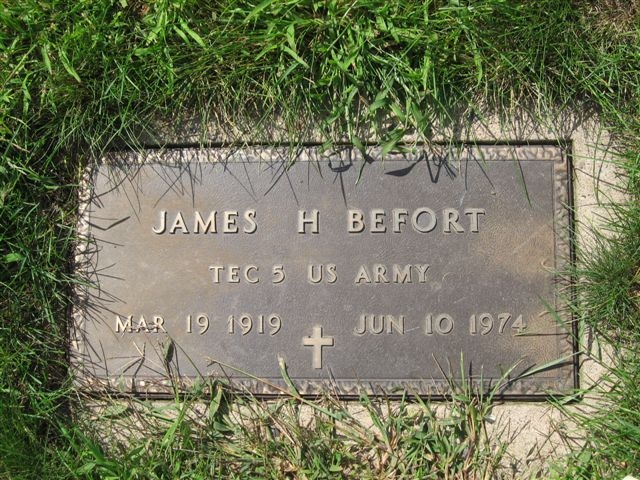 JAMES H BEFORT
TEC 5 US ARMY
MAR 19 1919 JUN 10 1974